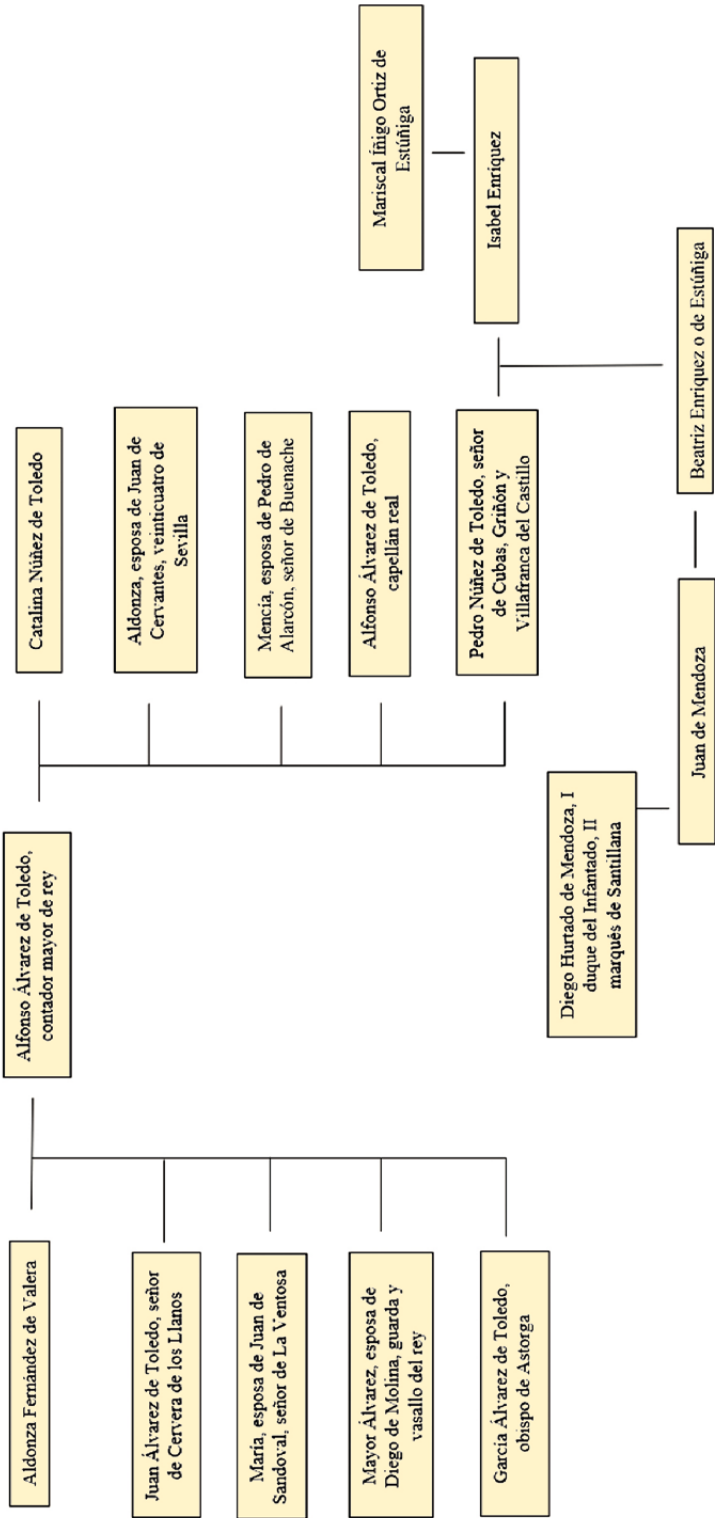 Aldonza Fernández de Valera
Alfonso Álvarez de Toledo,
contador mayor de rey
Catalina Núñez de Toledo
Juan Álvarez de Toledo, señor
de Cervera de los Llanos
María, esposa de Juan de
Sandoval, señor de La Ventosa
Mayor Álvarez, esposa de
Diego de Molina, guarda y
vasallo del rey
García Álvarez de Toledo,
obispo de Astorga
Aldonza, esposa de Juan de
Cervantes, veinticuatro de
Sevilla
Mencía, esposa de Pedro de
Alarcón, señor de Buenache
Alfonso Álvarez de Toledo,
capellán real
Pedro Núñez de Toledo, señor
de Cubas, Griñón y
Villafranca del Castillo
Mariscal Íñigo Ortiz de
Estúñiga
Isabel Enriquez
Diego Hurtado de Mendoza, I
duque del Infantado, II
marqués de Santillana
Juan de Mendoza
Beatriz Enriquez o de Estúñiga